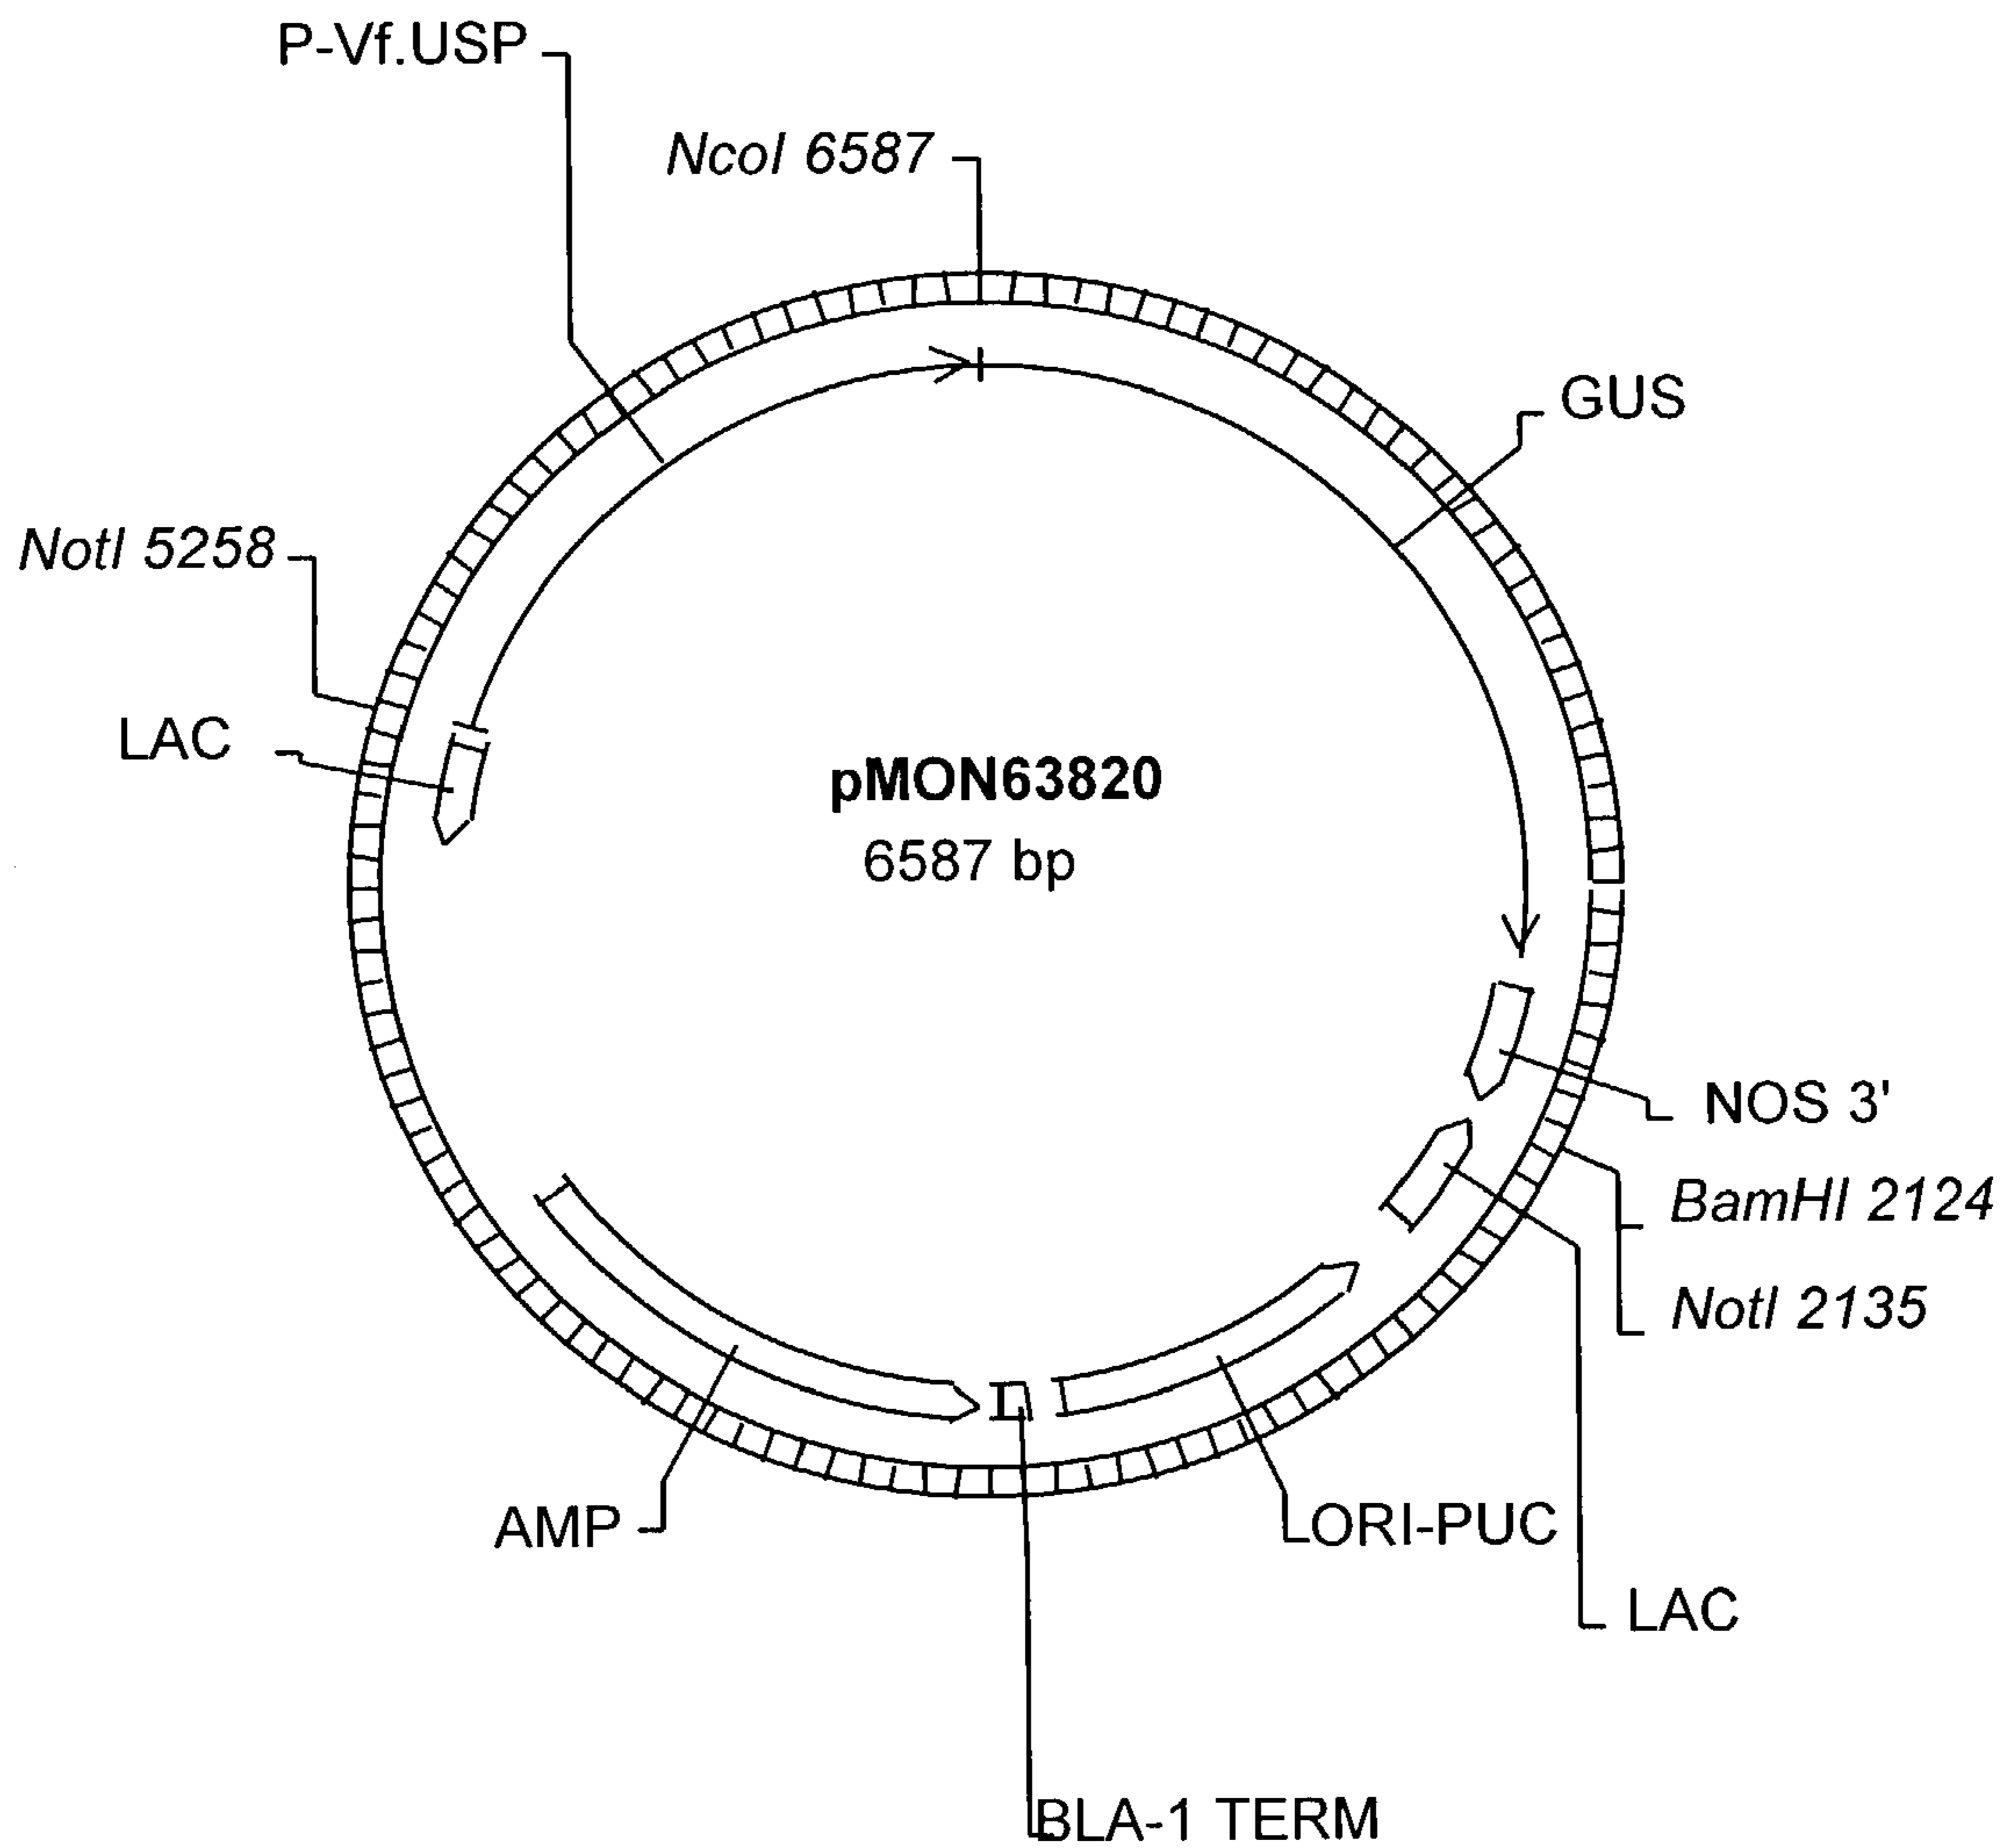 P-Vf.USP
NcoI 6587
GUS
NotI 5258
LAC
pMON63820
6587 bp
NOS 3'
BamHI 2124
NotI 2135
AMP
LORI-PUC
LAC
BLA-1 TERM